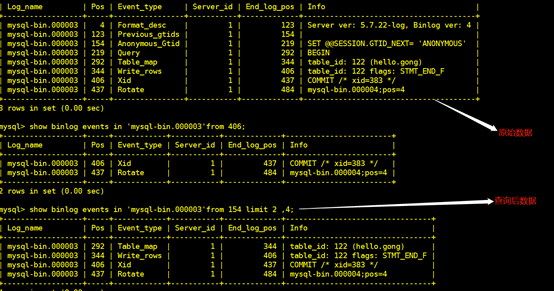 | Log_name | Pos | Event_type | Server_id | End_log_pos | Info |
| mysql-bin.000003 | 4 | Format_desc | 1 | 123 | Server ver: 5.7.22-log, Binlog ver: 4 |
| mysql-bin.000003 | 123 | Previous_gtids | 1 | 154 | |
| mysql-bin.000003 | 154 | Anonymous_Gtid | 1 | 219 | SET @@SESSION.GTID_NEXT= 'ANONYMOUS' |
| mysql-bin.000003 | 219 | Query | 1 | 292 | BEGIN |
| mysql-bin.000003 | 292 | Table_map | 1 | 344 | table_id: 122 (hello.gong) |
| mysql-bin.000003 | 344 | Write_rows | 1 | 406 | table_id: 122 flags: STMT_END_F |
| mysql-bin.000003 | 406 | Xid | 1 | 437 | COMMIT /* xid=383 */ |
| mysql-bin.000003 | 437 | Rotate | 1 | 484 | mysql-bin.000004;pos=4 |
8 rows in set (0.00 sec)
原始数据
mysql> show binlog events in 'mysql-bin.000003'from 406;
| Log_name | Pos | Event_type | Server_id | End_log_pos | Info |
| mysql-bin.000003 | 406 | Xid | 1 | 437 | COMMIT /* xid=383 */ |
| mysql-bin.000003 | 437 | Rotate | 1 | 484 | mysql-bin.000004;pos=4 |
2 rows in set (0.00 sec)
查询后数据
mysql> show binlog events in 'mysql-bin.000003'from 154 limit 2 ,4;
| Log_name | Pos | Event_type | Server_id | End_log_pos | Info |
| mysql-bin.000003 | 292 | Table_map | 1 | 344 | table_id: 122 (hello.gong) |
| mysql-bin.000003 | 344 | Write_rows | 1 | 406 | table_id: 122 flags: STMT_END_F |
| mysql-bin.000003 | 406 | Xid | 1 | 437 | COMMIT /* xid=383 */ |
| mysql-bin.000003 | 437 | Rotate | 1 | 484 | mysql-bin.000004;pos=4 |